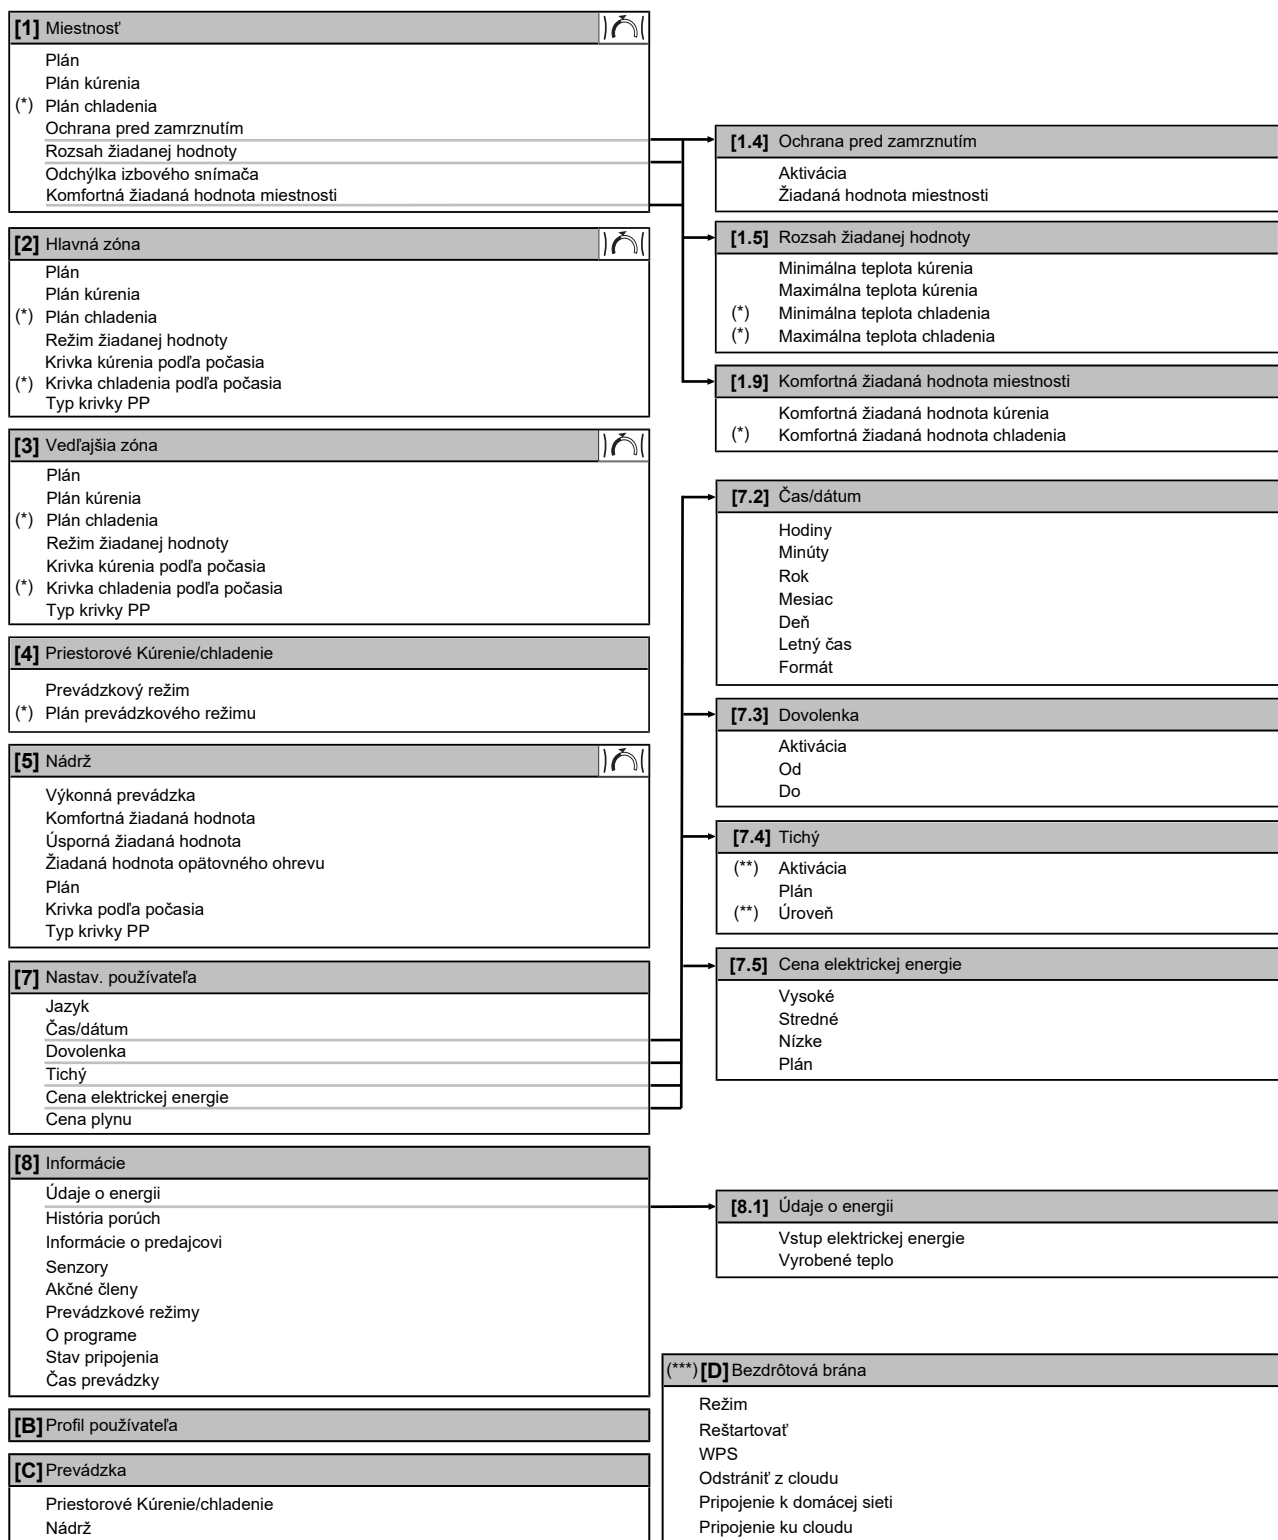 [1] Miestnosť
Plán
Plán kúrenia
(*) Plán chladenia
Ochrana pred zamrznutím
Rozsah žiadanej hodnoty
Odchýlka izbového snímača
Komfortná žiadaná hodnota miestnosti
[2] Hlavná zóna
Plán
Plán kúrenia
(*) Plán chladenia
Režim žiadanej hodnoty
Krivka kúrenia podľa počasia
(*) Krivka chladenia podľa počasia
Typ krivky PP
[3] Vedľajšia zóna
Plán
Plán kúrenia
(*) Plán chladenia
Režim žiadanej hodnoty
Krivka kúrenia podľa počasia
(*) Krivka chladenia podľa počasia
Typ krivky PP
[4] Priestorové Kúrenie/chladenie
Prevádzkový režim
(*) Plán prevádzkového režimu
[5] Nádrž
Výkonná prevádzka
Komfortná žiadaná hodnota
Úsporná žiadaná hodnota
Žiadaná hodnota opätovného ohrevu
Plán
Krivka podľa počasia
Typ krivky PP
[7] Nastav. používateľa
Jazyk
Čas/dátum
Dovolenka
Tichý
Cena elektrickej energie
Cena plynu
[8] Informácie
Údaje o energii
História porúch
Informácie o predajcovi
Senzory
Akčné členy
Prevádzkové režimy
O programe
Stav pripojenia
Čas prevádzky
[B] Profil používateľa
[C] Prevádzka
Priestorové Kúrenie/chladenie
Nádrž
[1.4] Ochrana pred zamrznutím
Aktivácia
Žiadaná hodnota miestnosti
[1.5] Rozsah žiadanej hodnoty
Minimálna teplota kúrenia
Maximálna teplota kúrenia
(*) Minimálna teplota chladenia
(*) Maximálna teplota chladenia
[1.9] Komfortná žiadaná hodnota miestnosti
Komfortná žiadaná hodnota kúrenia
(*) Komfortná žiadaná hodnota chladenia
[7.2] Čas/dátum
Hodiny
Minúty
Rok
Mesiac
Deň
Letný čas
Formát
[7.3] Dovolenka
Aktivácia
Od
Do
[7.4] Tichý
(**) Aktivácia
Plán
(**) Úroveň
[7.5] Cena elektrickej energie
Vysoké
Stredné
Nízke
Plán
[8.1] Údaje o energii
Vstup elektrickej energie
Vyrobené teplo
(***) [D] Bezdrôtová brána
Režim
Reštartovať
WPS
Odstrániť z cloudu
Pripojenie k domácej sieti
Pripojenie ku cloudu